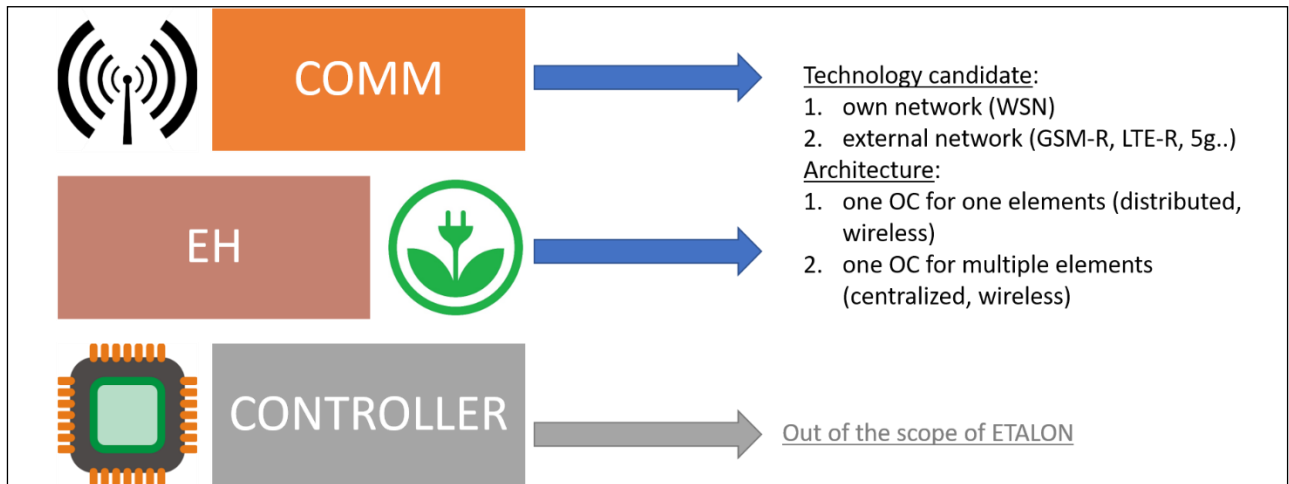 COMM
Technology candidate:
1. own network (WSN)
2. external network (GSM-R, LTE-R, 5g..)
Architecture:
1. one OC for one elements (distributed,
wireless)
2. one OC for multiple elements
(centralized, wireless)
EH
CONTROLLER
Out of the scope of ETALON